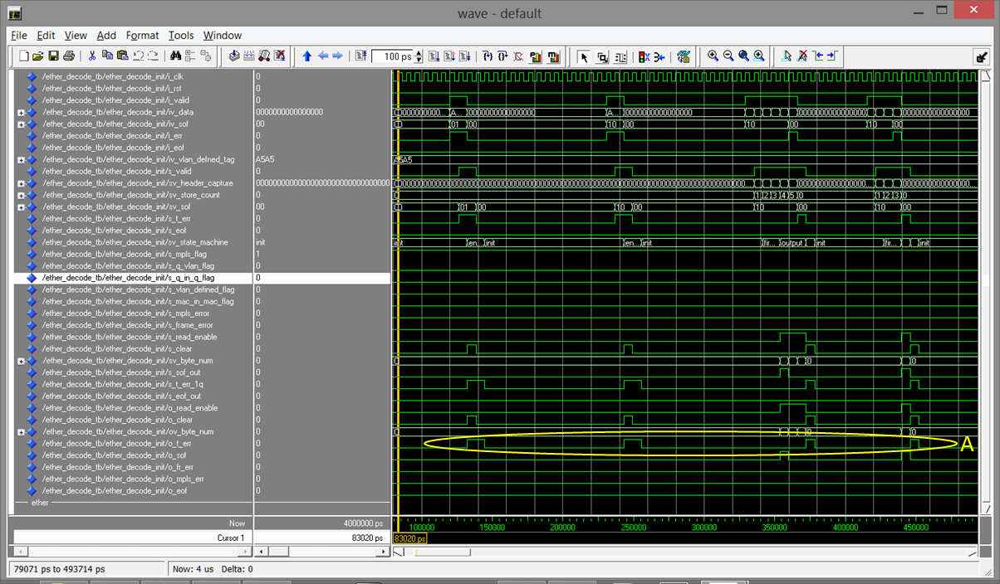 wave - default
File Edit View Add Format Tools Window
100 ps
/ether_decode_tb/ether_decode_init/i_clk 0
/ether_decode_tb/ether_decode_init/i_rst 0
/ether_decode_tb/ether_decode_init/i_valid 0
/ether_decode_tb/ether_decode_init/iv_data 0000000000000000 000000000... A... 0000000000000000 A... 0000000000000000 0000000000000000 0000000000000000
/ether_decode_tb/ether_decode_init/iv_sof 00 01 00 10 00 10 00 10 00
/ether_decode_tb/ether_decode_init/i_err 0
/ether_decode_tb/ether_decode_init/i_eof 0
/ether_decode_tb/ether_decode_init/iv_vlan_defned_tag A5A5 A5A5
/ether_decode_tb/ether_decode_init/s_valid 0
/ether_decode_tb/ether_decode_init/sv_header_capture
/ether_decode_tb/ether_decode_init/sv_store_count 00 0 1 2 3 4 5 0 1 2 3 0
/ether_decode_tb/ether_decode_init/sv_sof 00 01 00 10 00 10 00 10 00
/ether_decode_tb/ether_decode_init/s_t_err 0
/ether_decode_tb/ether_decode_init/s_eof 0
/ether_decode_tb/ether_decode_init/sv_state_machine init init en... init en... init fir... output init fir... init
/ether_decode_tb/ether_decode_init/s_mpls_flag 1
/ether_decode_tb/ether_decode_init/s_q_vlan_flag 0
/ether_decode_tb/ether_decode_init/s_q_in_q_flag 0
/ether_decode_tb/ether_decode_init/s_vlan_defined_flag 0
/ether_decode_tb/ether_decode_init/s_mac_in_mac_flag 0
/ether_decode_tb/ether_decode_init/s_mpls_error 0
/ether_decode_tb/ether_decode_init/s_frame_error 0
/ether_decode_tb/ether_decode_init/s_read_enable 0
/ether_decode_tb/ether_decode_init/s_clear 0
/ether_decode_tb/ether_decode_init/sv_byte_num 0 0 0 0
/ether_decode_tb/ether_decode_init/s_sof_out 0
/ether_decode_tb/ether_decode_init/s_t_err_1q 0
/ether_decode_tb/ether_decode_init/s_eof_out 0
/ether_decode_tb/ether_decode_init/o_read_enable 0
/ether_decode_tb/ether_decode_init/o_clear 0
/ether_decode_tb/ether_decode_init/ov_byte_num 0 0 0 0
/ether_decode_tb/ether_decode_init/o_t_err 0 A
/ether_decode_tb/ether_decode_init/o_sof 0
/ether_decode_tb/ether_decode_init/o_fr_err 0
/ether_decode_tb/ether_decode_init/o_mpls_err 0
/ether_decode_tb/ether_decode_init/o_eof 0
ether
Now 4000000 ps 100000 150000 200000 250000 300000 350000 400000 450000
Cursor 1 83020 ps 83020 ps
79071 ps to 493714 ps Now: 4 us Delta: 0